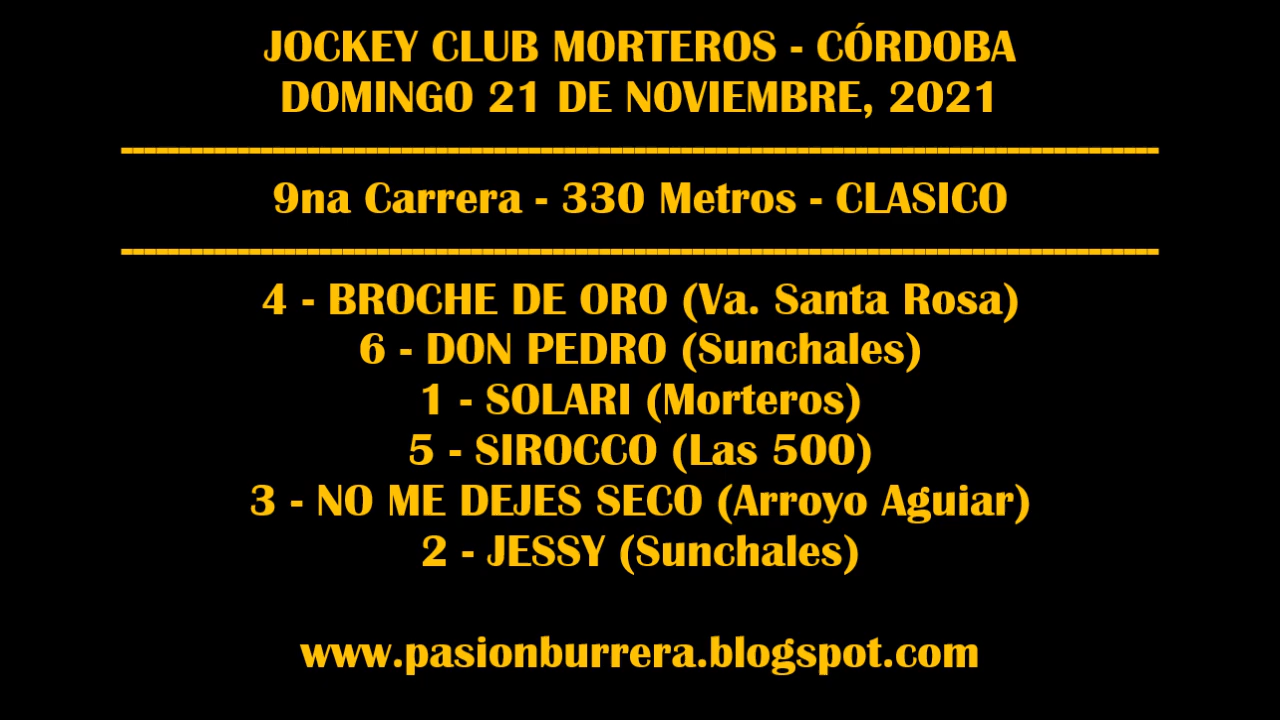 JOCKEY CLUB MORTEROS - CÓRDOBA
DOMINGO 21 DE NOVIEMBRE, 2021
9na Carrera - 330 Metros - CLASICO
4 - BROCHE DE ORO (Va. Santa Rosa)
6 - DON PEDRO (Sunchales)
1 - SOLARI (Morteros)
5 - SIROCCO (Las 500)
3 - NO ME DEJES SECO (Arroyo Aguiar)
2 - JESSY (Sunchales)
www.pasionburrera.blogspot.com